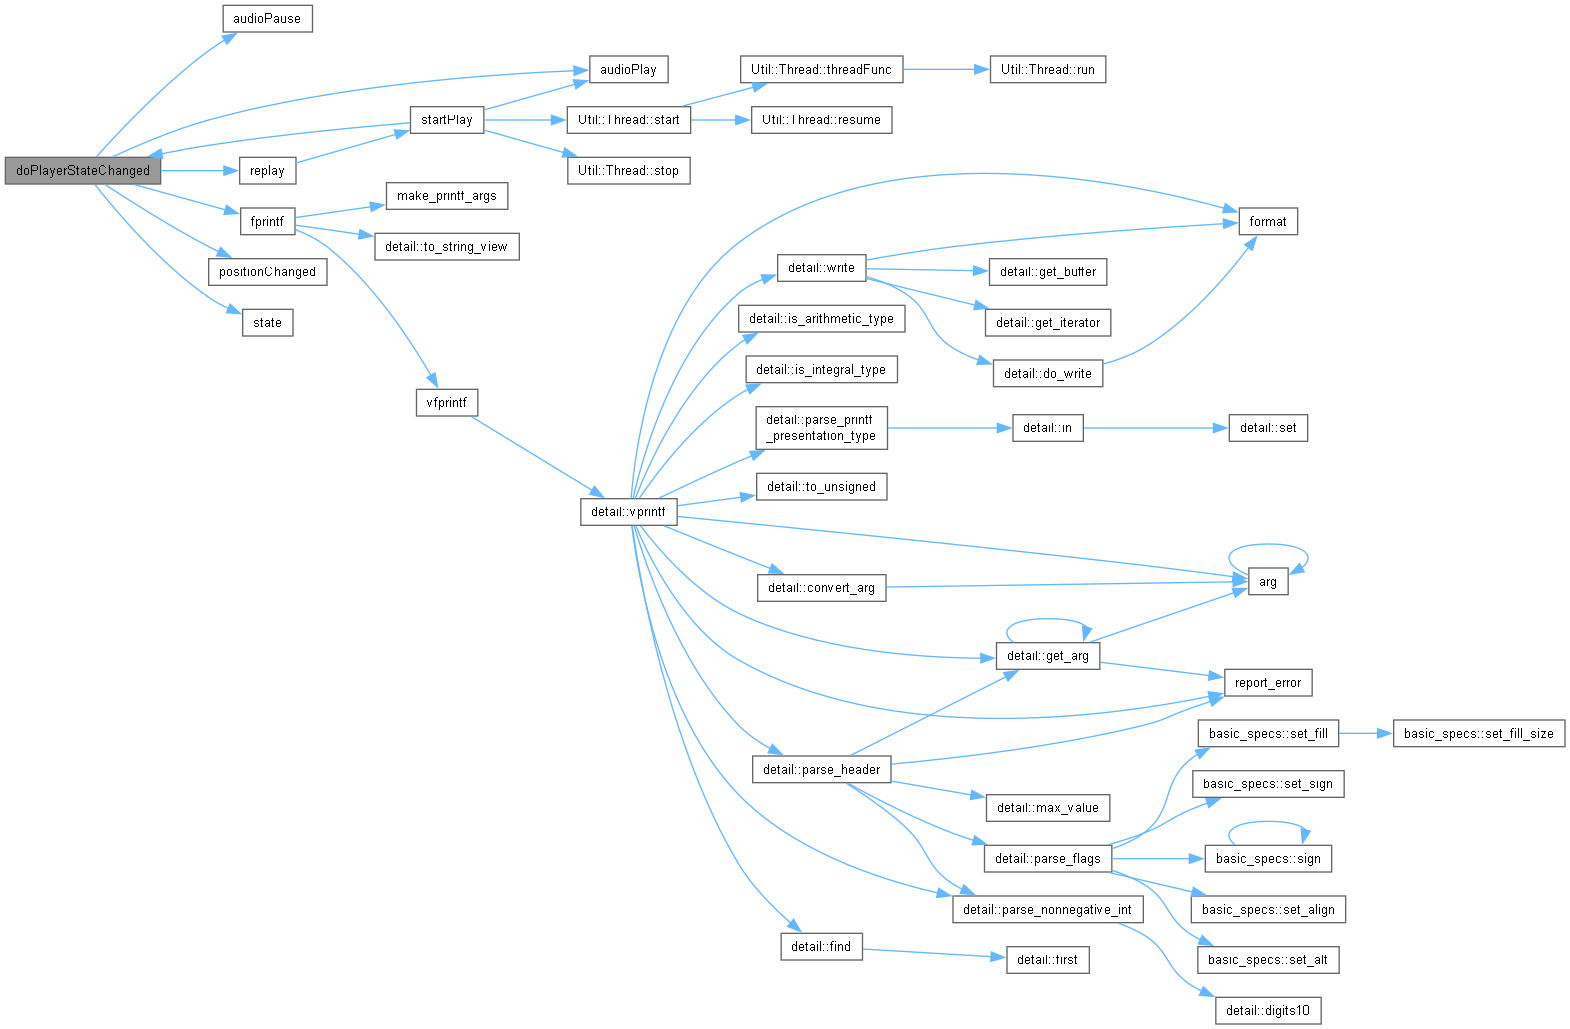 audioPause
audioPlay
Util::Thread::threadFunc
Util::Thread::run
startPlay
Util::Thread::start
Util::Thread::resume
doPlayerStateChanged
replay
Util::Thread::stop
make_printf_args
fprintf
format
detail::to_string_view
positionChanged
detail::write
detail::get_buffer
state
detail::is_arithmetic_type
detail::get_iterator
detail::is_integral_type
detail::do_write
vfprintf
detail::parse_printf
_presentation_type
detail::in
detail::set
detail::to_unsigned
detail::vprintf
detail::convert_arg
arg
detail::get_arg
report_error
basic_specs::set_fill
basic_specs::set_fill_size
detail::parse_header
basic_specs::set_sign
detail::max_value
detail::parse_flags
basic_specs::sign
detail::parse_nonnegative_int
basic_specs::set_align
detail::find
detail::first
basic_specs::set_alt
detail::digits10